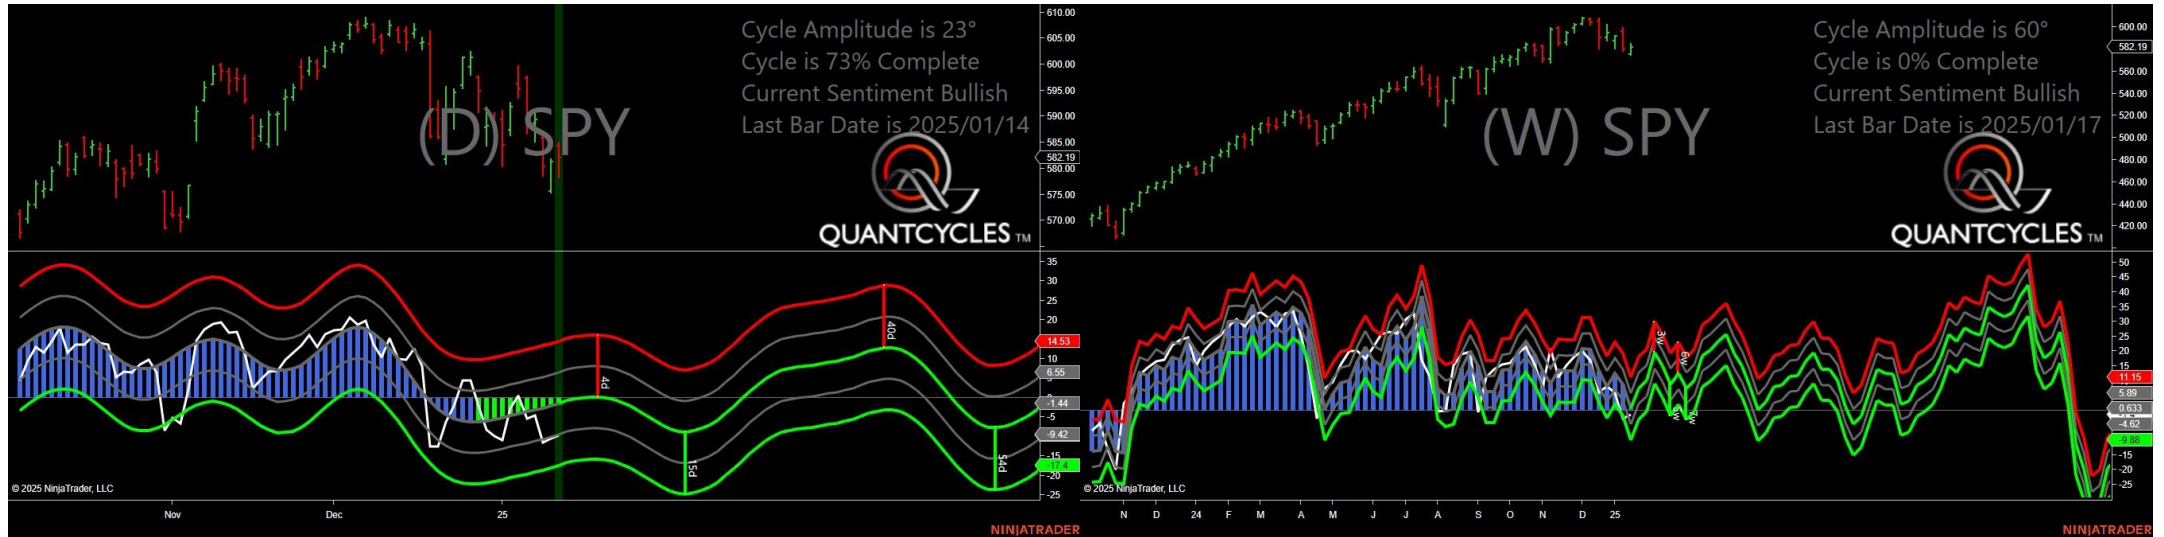 Cycle Amplitude is 23°
Cycle is 73% Complete
Current Sentiment Bullish
Last Bar Date is 2025/01/14
(D) SPY
QUANTCYCLES TM
610.00
605.00
600.00
595.00
590.00
585.00
582.19
580.00
575.00
570.00
35
30
25
20
14.53
10
6.55
-1.44
-5
-9.42
-17.4
-20
-25
4d
15d
40d
54d
© 2025 NinjaTrader, LLC
Nov
Dec
25
NINJATRADER
Cycle Amplitude is 60°
Cycle is 0% Complete
Current Sentiment Bullish
Last Bar Date is 2025/01/17
(W) SPY
QUANTCYCLES TM
600.00
582.19
560.00
540.00
520.00
500.00
480.00
460.00
440.00
420.00
50
45
40
35
30
25
20
15
11.15
5.89
0.633
-4.62
-9.88
-15
-20
-25
3w
6w
7w
© 2025 NinjaTrader, LLC
N D 24 F M A M J J A S O N D 25
NINJATRADER